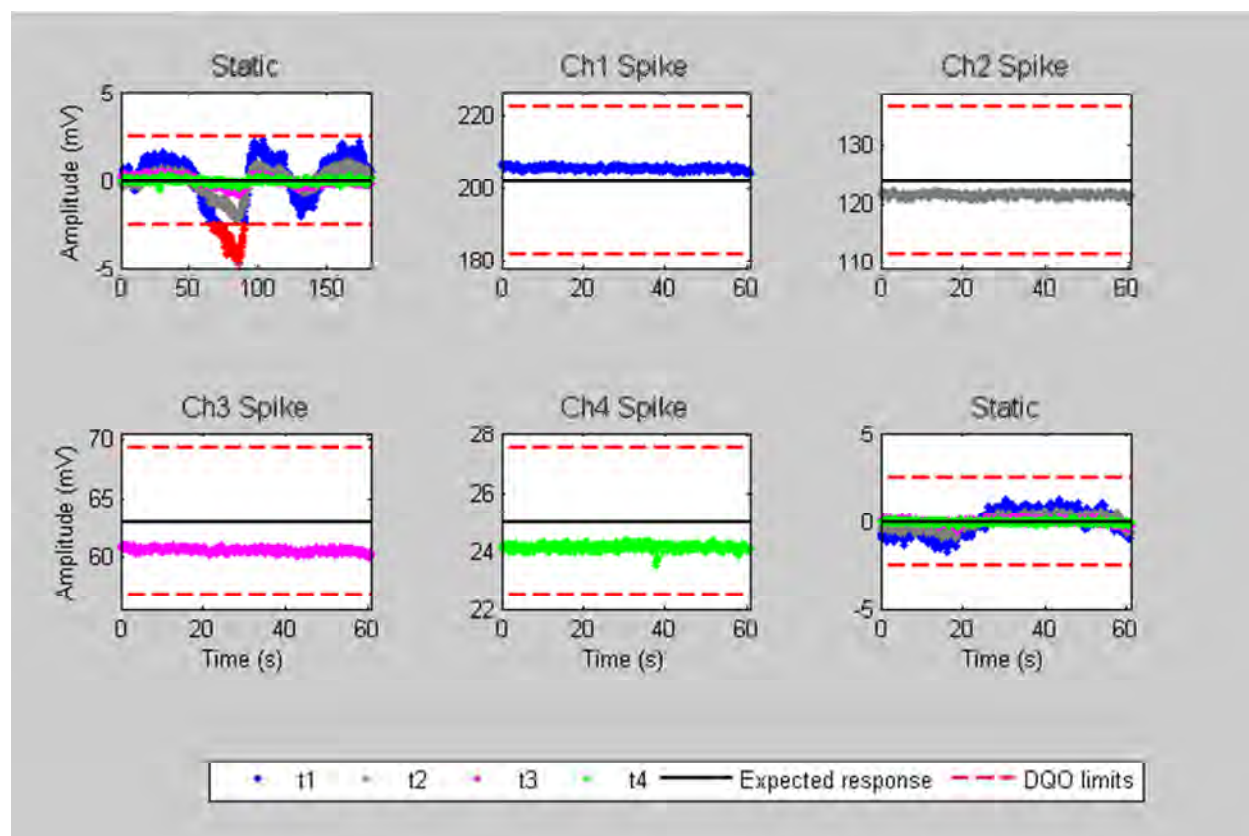 Static
Ch1 Spike
Ch2 Spike
Amplitude (mV)
5
0
-5
0 50 100 150
220
200
180
0 20 40 60
130
120
110
0 20 40 60
Ch3 Spike
Ch4 Spike
Static
Amplitude (mV)
70
65
60
0 20 40 60
Time (s)
28
26
24
22
0 20 40 60
Time (s)
5
0
-5
0 20 40 60
Time (s)
t1 t2 t3 t4 Expected response DQO limits